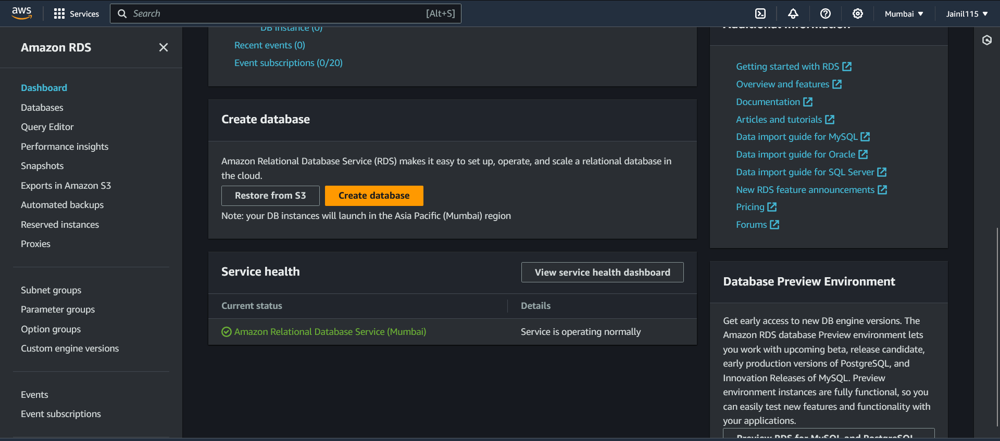 aws
Services
Search
[Alt+S]
Mumbai
Jainil115
Amazon RDS
Dashboard
Databases
Query Editor
Performance insights
Snapshots
Exports in Amazon S3
Automated backups
Reserved instances
Proxies
Subnet groups
Parameter groups
Option groups
Custom engine versions
Events
Event subscriptions
DB instance (0)
Recent events (0)
Event subscriptions (0/20)
Create database
Amazon Relational Database Service (RDS) makes it easy to set up, operate, and scale a relational database in
the cloud.
Restore from S3
Create database
Note: your DB instances will launch in the Asia Pacific (Mumbai) region
Service health
View service health dashboard
Current status
Details
Amazon Relational Database Service (Mumbai)
Service is operating normally
Additional information
Getting started with RDS
Overview and features
Documentation
Articles and tutorials
Data import guide for MySQL
Data import guide for Oracle
Data import guide for SQL Server
New RDS feature announcements
Pricing
Forums
Database Preview Environment
Get early access to new DB engine versions. The
Amazon RDS database Preview environment lets
you work with upcoming beta, release candidate,
early production versions of PostgreSQL, and
Innovation Releases of MySQL. Preview
environment instances are fully functional, so you
can easily test new features and functionality with
your applications.
Preview RDS for MySQL and PostgreSQL